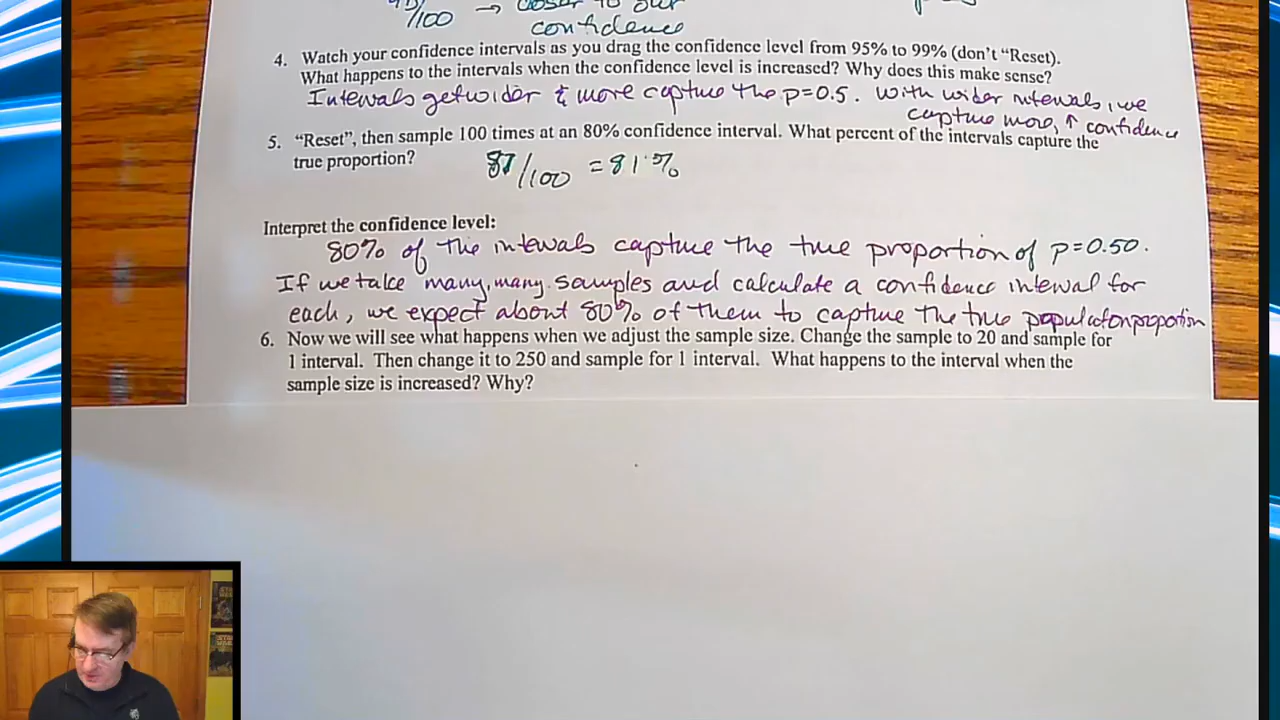 /100 → closer to our
confidence
4. Watch your confidence intervals as you drag the confidence level from 95% to 99% (don't "Reset).
What happens to the intervals when the confidence level is increased? Why does this make sense?
Intervals get wider & more capture the p=0.5. With wider intervals, we
capture more, ↑ confidence
5. "Reset", then sample 100 times at an 80% confidence interval. What percent of the intervals capture the
true proportion?
81/100 = 81%
Interpret the confidence level:
80% of the intervals capture the true proportion of p=0.50.
If we take many, many samples and calculate a confidence interval for
each, we expect about 80% of them to capture the true population proportion
6. Now we will see what happens when we adjust the sample size. Change the sample to 20 and sample for
1 interval. Then change it to 250 and sample for 1 interval. What happens to the interval when the
sample size is increased? Why?